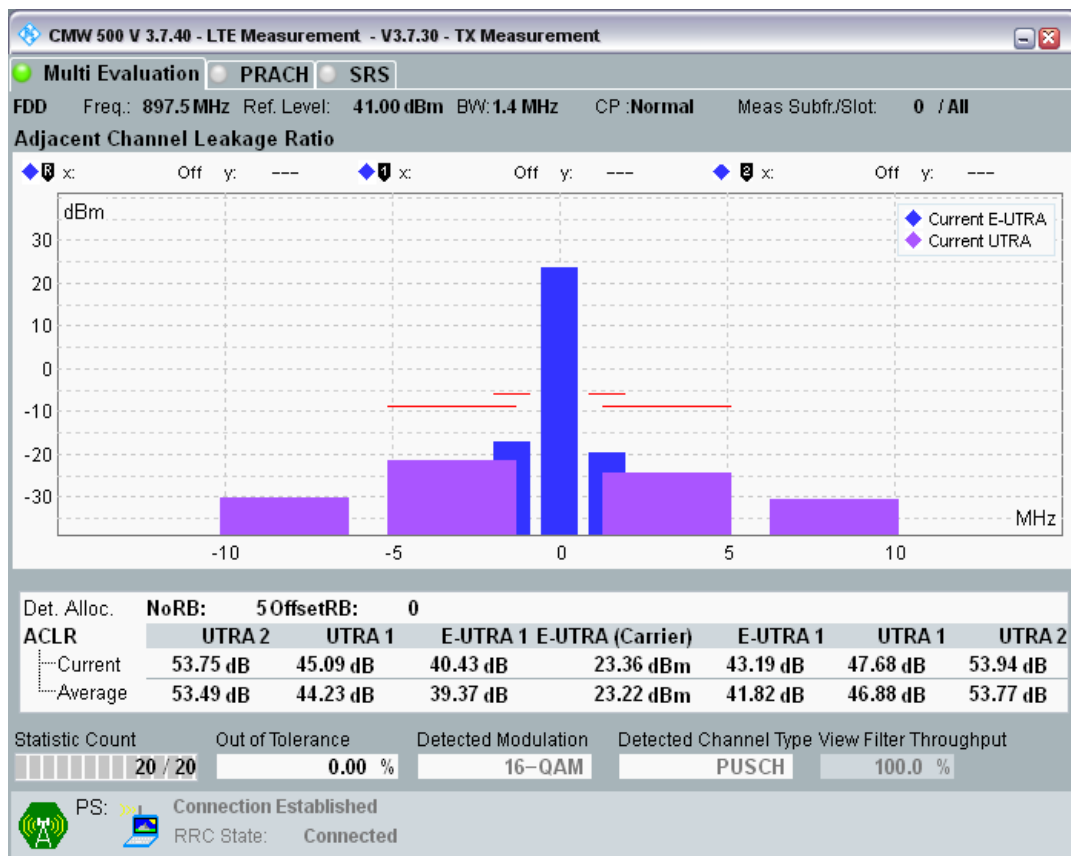 CMW 500 V 3.7.40 - LTE Measurement - V3.7.30 - TX Measurement
Multi Evaluation PRACH SRS
FDD Freq.: 897.5 MHz Ref. Level: 41.00 dBm BW: 1.4 MHz CP :Normal Meas Subfr./Slot: 0 / All
Adjacent Channel Leakage Ratio
R x: Off y: --- 1 x: Off y: --- 2 x: Off y: ---
dBm
Current E-UTRA
Current UTRA
30
20
10
0
-10
-20
-30
MHz
-10 -5 0 5 10
Det. Alloc. NoRB: 5 OffsetRB: 0
ACLR UTRA 2 UTRA 1 E-UTRA 1 E-UTRA (Carrier) E-UTRA 1 UTRA 1 UTRA 2
Current 53.75 dB 45.09 dB 40.43 dB 23.36 dBm 43.19 dB 47.68 dB 53.94 dB
Average 53.49 dB 44.23 dB 39.37 dB 23.22 dBm 41.82 dB 46.88 dB 53.77 dB
Statistic Count Out of Tolerance Detected Modulation Detected Channel Type View Filter Throughput
20 / 20 0.00 % 16-QAM PUSCH 100.0 %
PS: Connection Established
RRC State: Connected